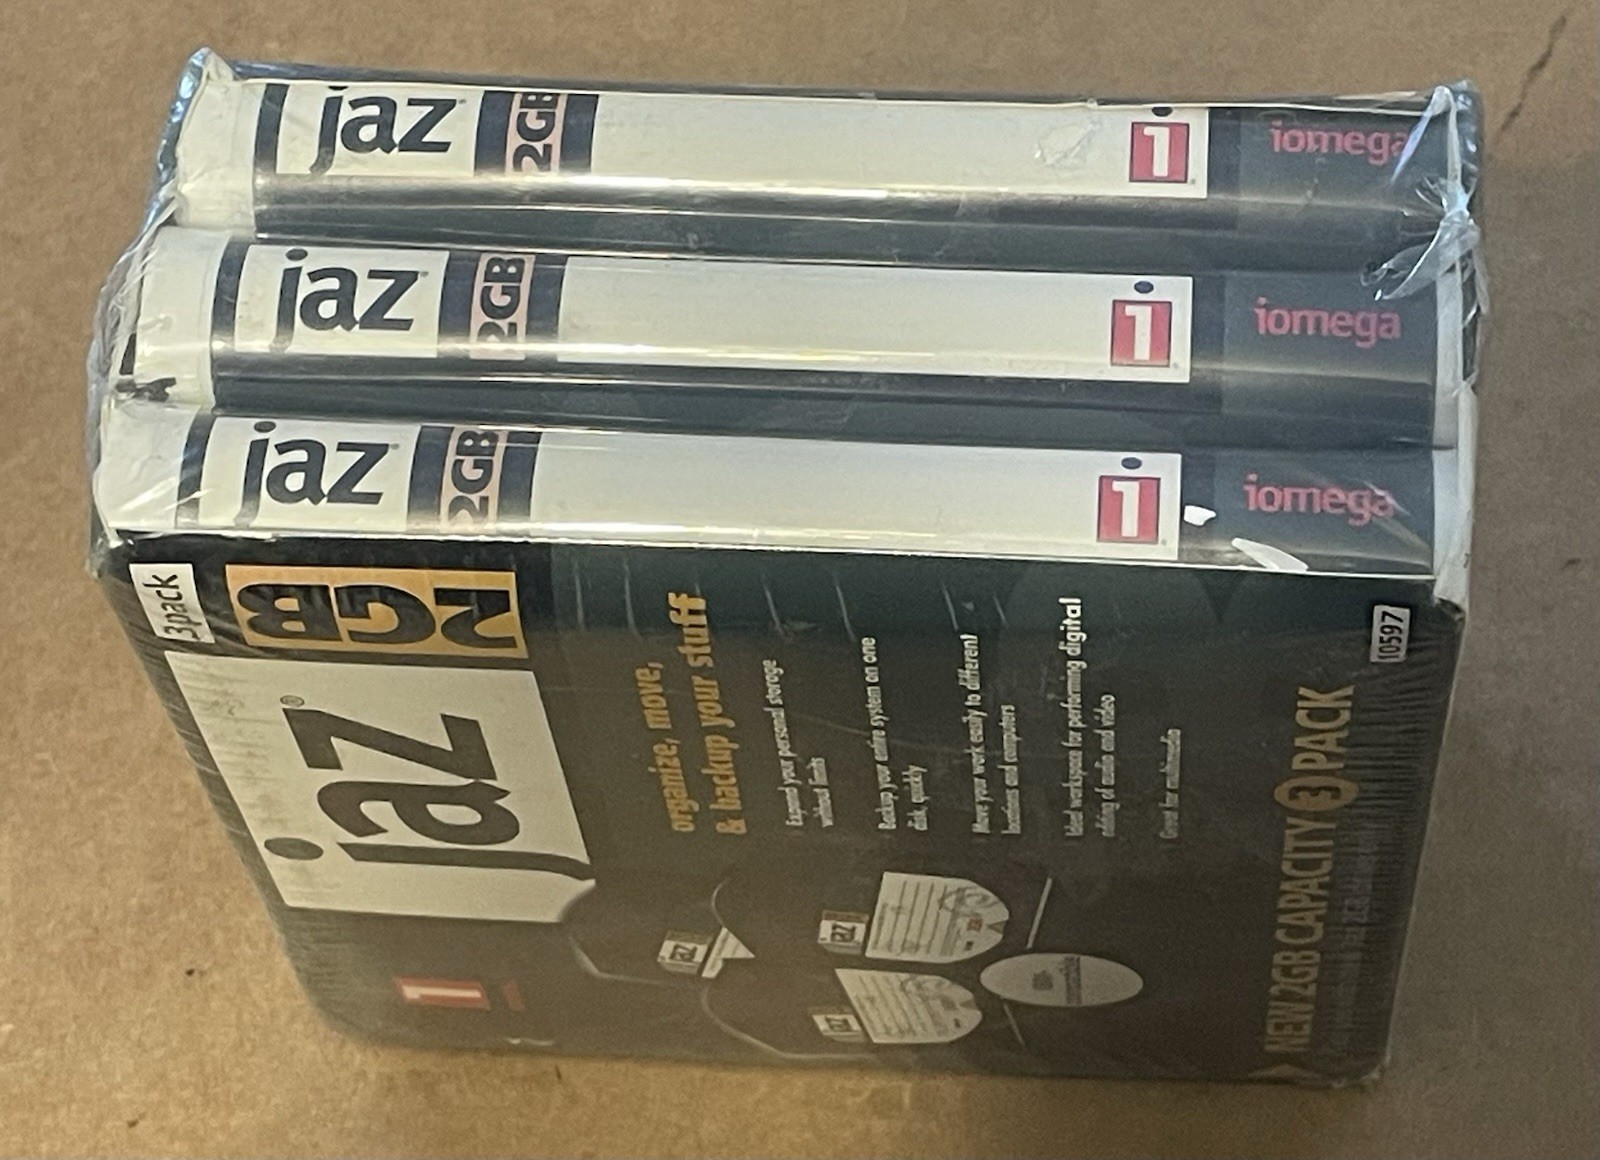 jaz 2GB i iomega
jaz 2GB i iomega
jaz 2GB i iomega
3pack
2GB
jaz®
organize, move,
& backup your stuff
Expand your personal storage
without limits
Backup your entire system on one
disk, quickly
Move your work easily to different
locations and computers
Ideal workspace for performing digital
editing of audio and video
Great for multimedia
jaz
jaz
jaz
NEW 2GB CAPACITY 3 PACK
10597